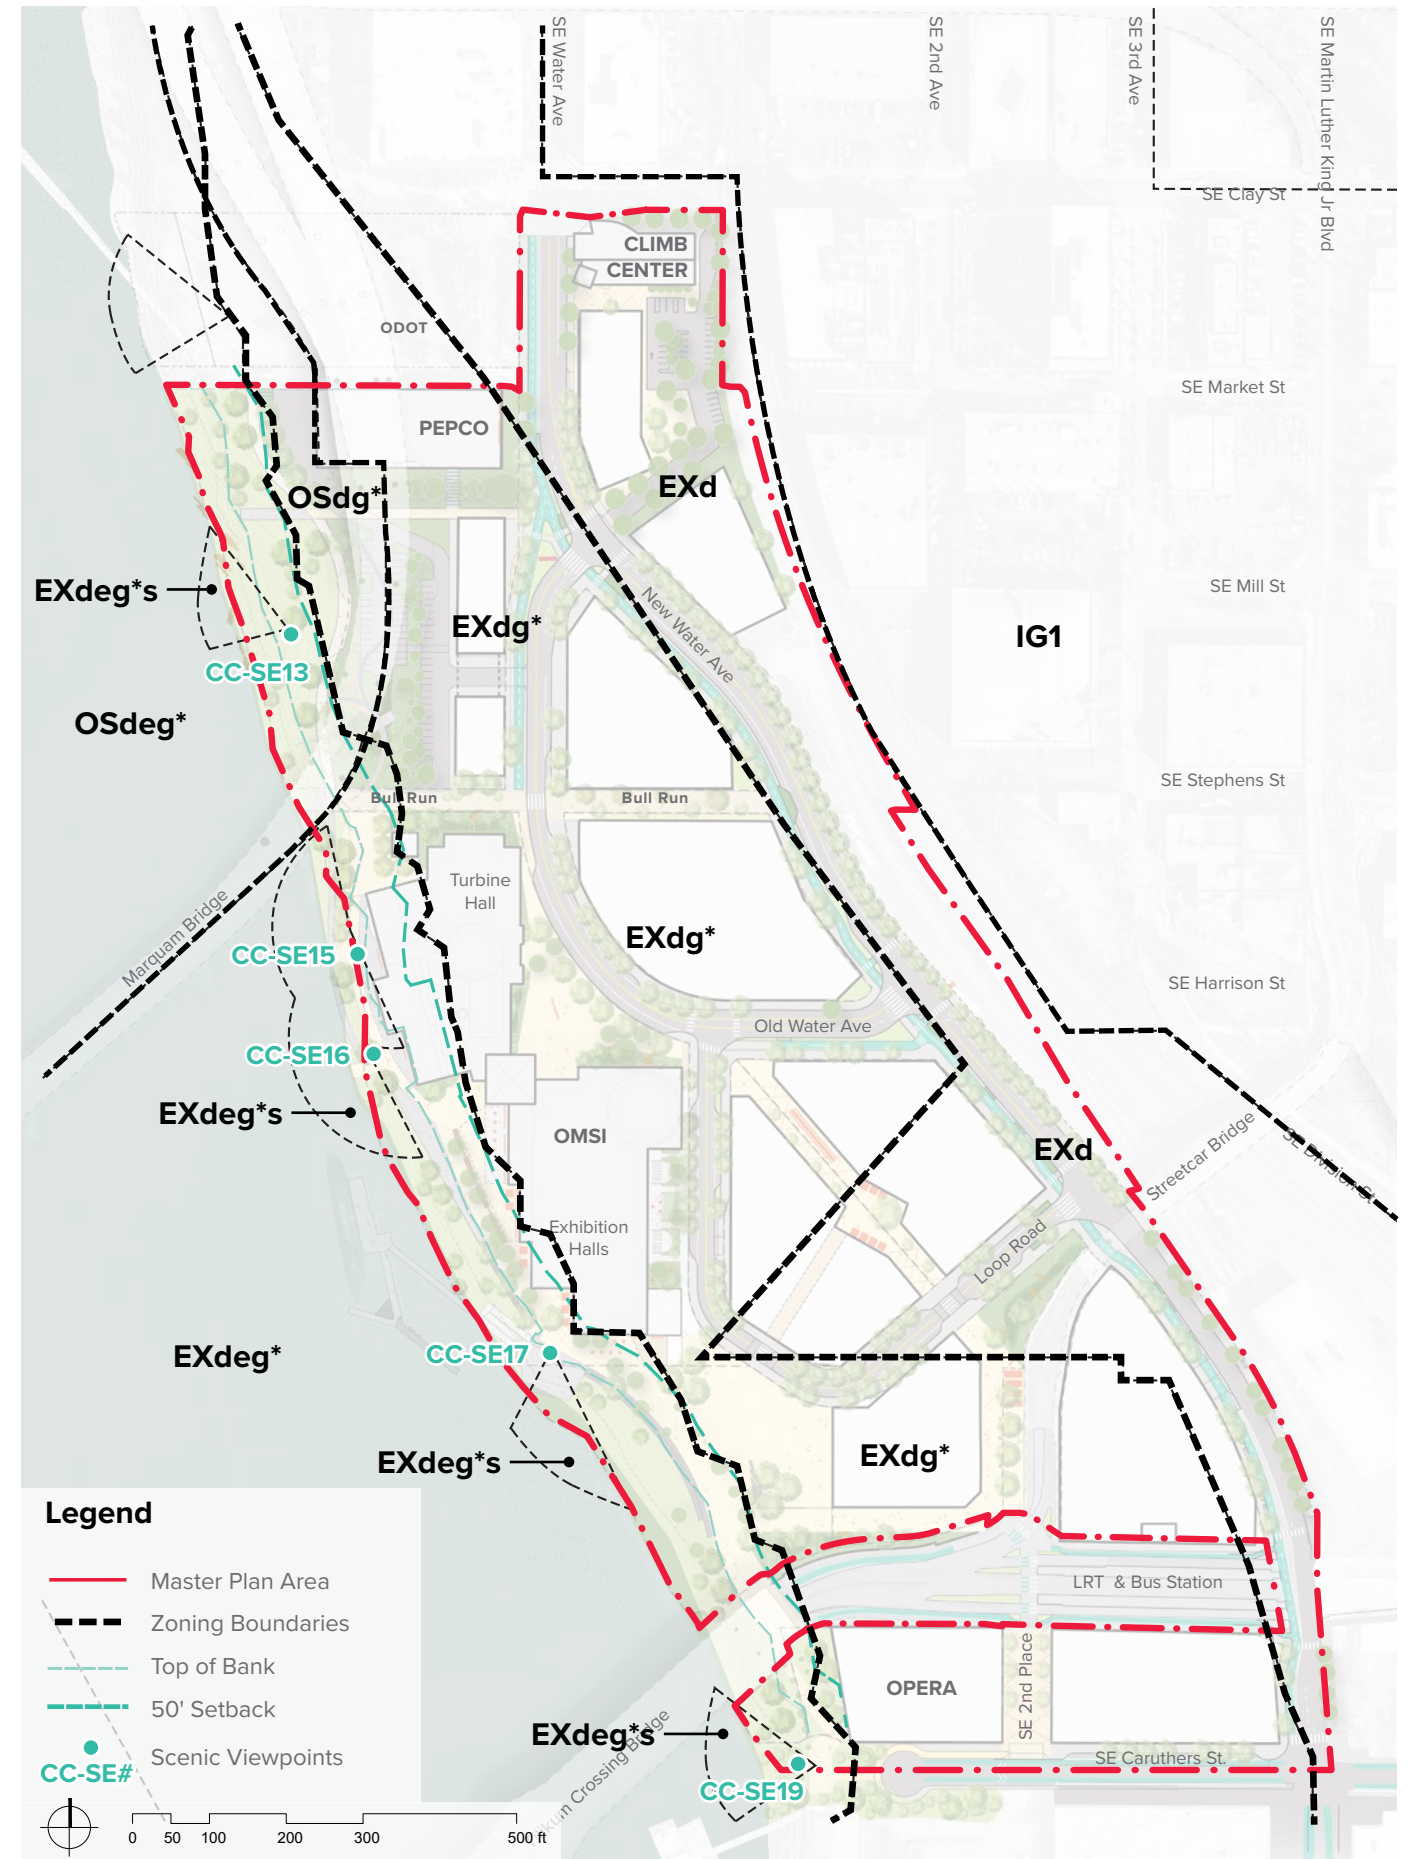 SE Water Ave
SE 2nd Ave
SE 3rd Ave
SE Martin Luther King Jr Blvd
SE Clay St
CLIMB
CENTER
ODOT
SE Market St
PEPCO
EXd
OSdg*
EXdeg*s
SE Mill St
New Water Ave
EXdg*
IG1
CC-SE13
OSdeg*
SE Stephens St
Bull Run
Bull Run
Turbine
Hall
Marquam Bridge
EXdg*
CC-SE15
SE Harrison St
Old Water Ave
CC-SE16
EXdeg*s
OMSI
EXd
Streetcar Bridge
SE Division St
Exhibition
Halls
Loop Road
EXdeg*
CC-SE17
EXdg*
EXdeg*s
Legend
Master Plan Area
Zoning Boundaries
Top of Bank
50' Setback
Scenic Viewpoints
CC-SE#
0 50 100 200 300 500 ft
LRT & Bus Station
OPERA
SE 2nd Place
EXdeg*s
SE Caruthers St.
CC-SE19
Crossing Bridge